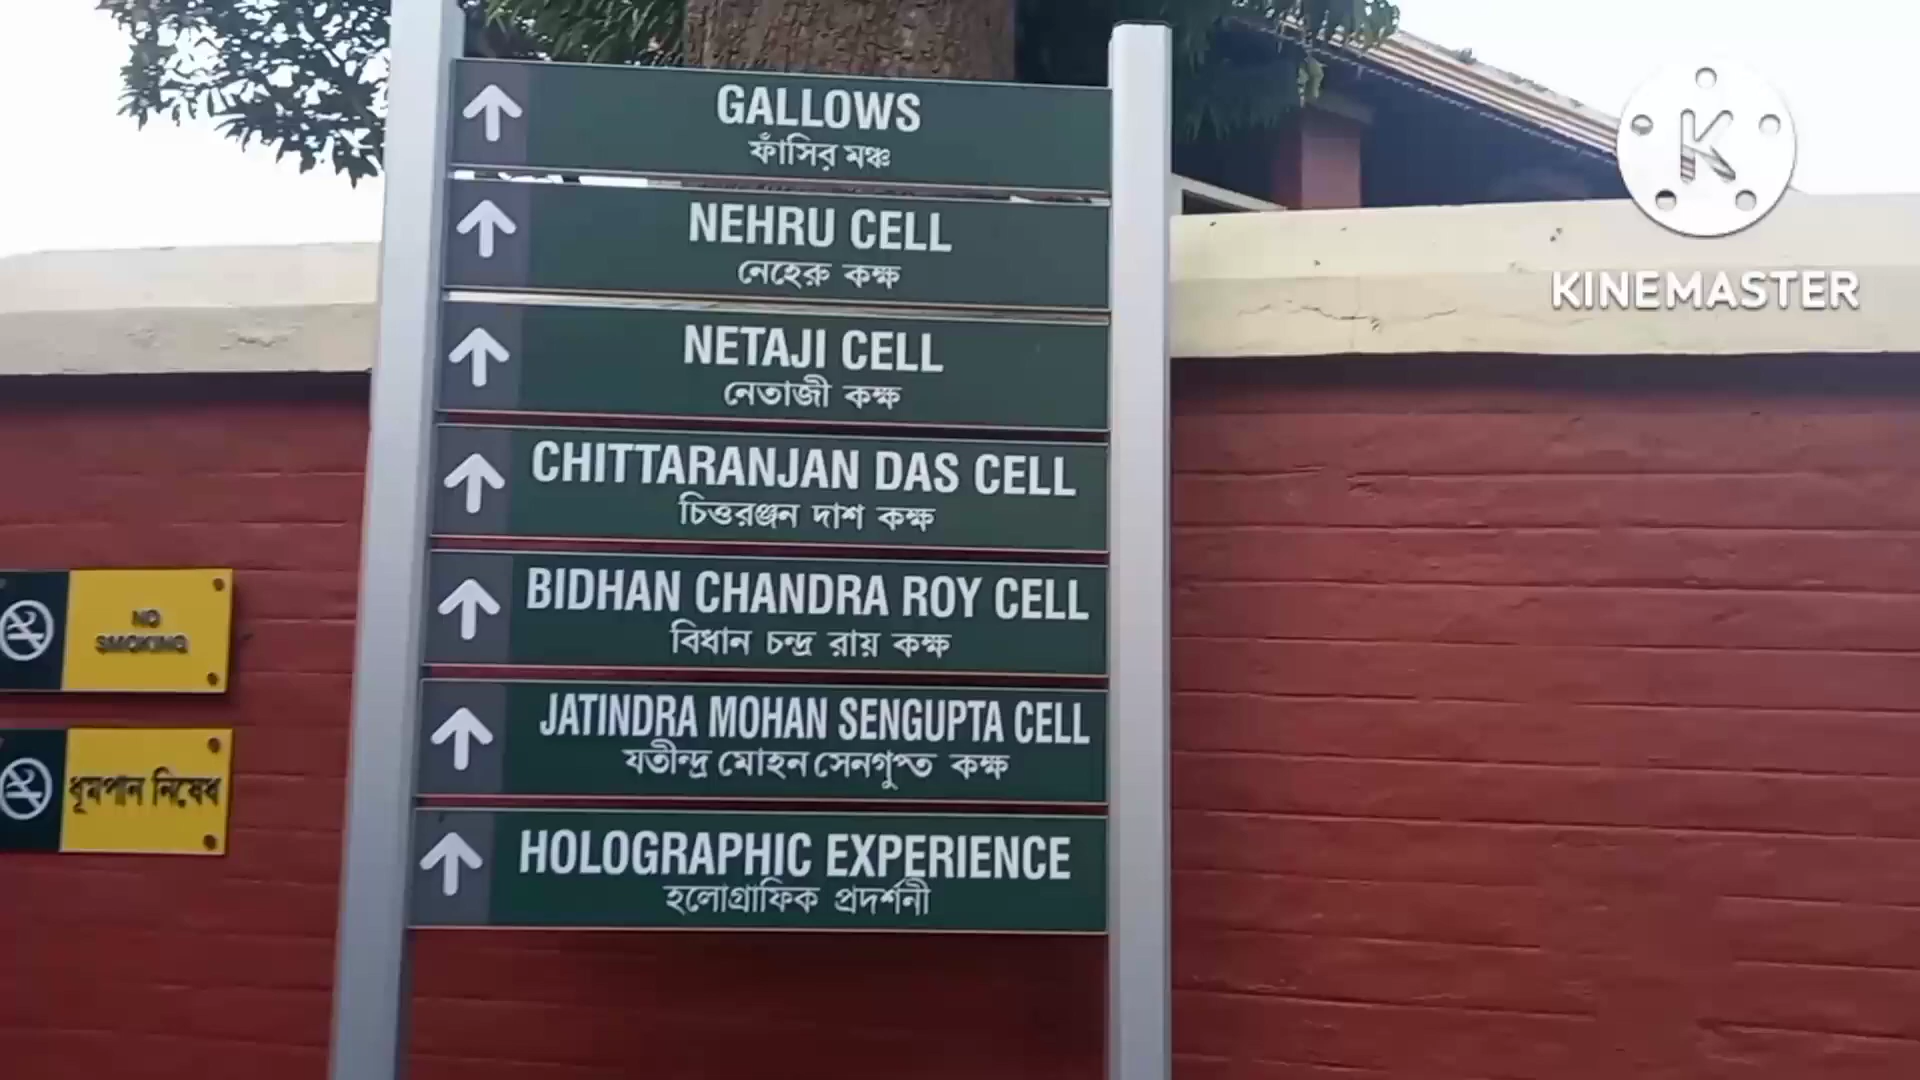 GALLOWS
ফাঁসির মঞ্চ
NEHRU CELL
নেহেরু কক্ষ
NETAJI CELL
নেতাজী কক্ষ
CHITTARANJAN DAS CELL
চিত্তরঞ্জন দাশ কক্ষ
BIDHAN CHANDRA ROY CELL
বিধান চন্দ্র রায় কক্ষ
JATINDRA MOHAN SENGUPTA CELL
যতীন্দ্র মোহন সেনগুপ্ত কক্ষ
HOLOGRAPHIC EXPERIENCE
হলোগ্রাফিক প্রদর্শনী
NO
SMOKING
ধূমপান নিষেধ
K
KINEMASTER